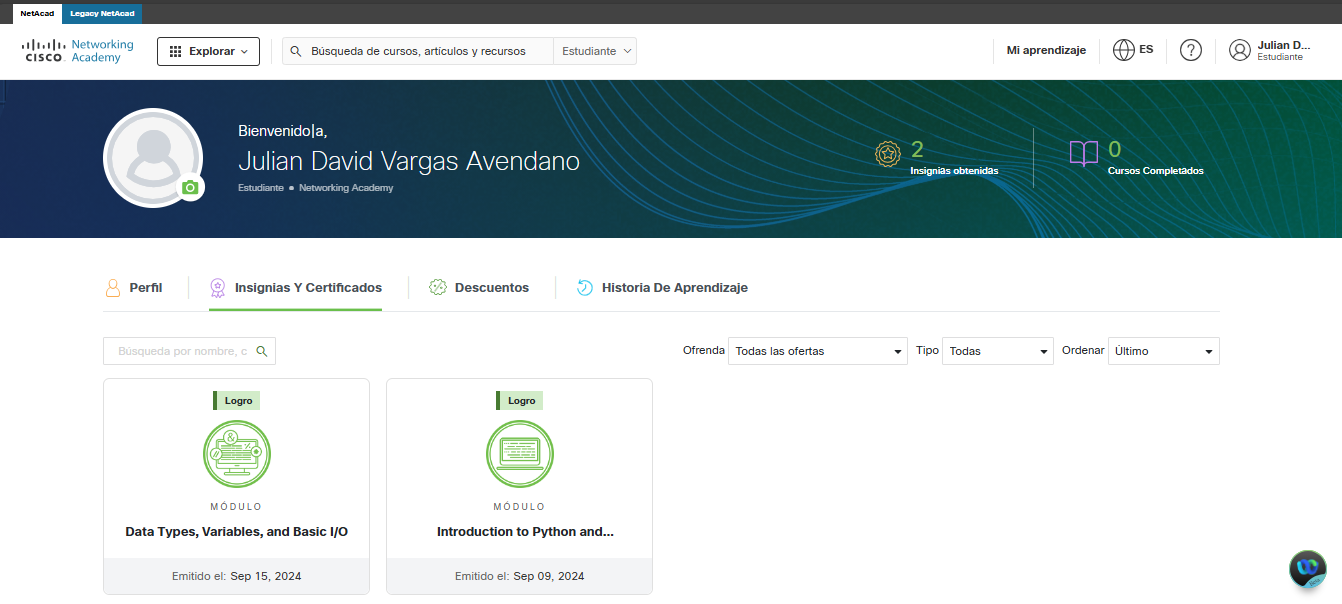 NetAcad Legacy NetAcad
CISCO Networking Academy
Explorar
Búsqueda de cursos, artículos y recursos
Estudiante
Mi aprendizaje
ES
?
Julian D...
Estudiante
Bienvenido|a,
Julian David Vargas Avendano
Estudiante • Networking Academy
2
Insignias obtenidas
0
Cursos Completados
Perfil
Insignias Y Certificados
Descuentos
Historia De Aprendizaje
Búsqueda por nombre, c
Ofrenda Todas las ofertas
Tipo Todas
Ordenar Último
Logro
&
MÓDULO
Data Types, Variables, and Basic I/O
Emitido el: Sep 15, 2024
Logro
MÓDULO
Introduction to Python and...
Emitido el: Sep 09, 2024